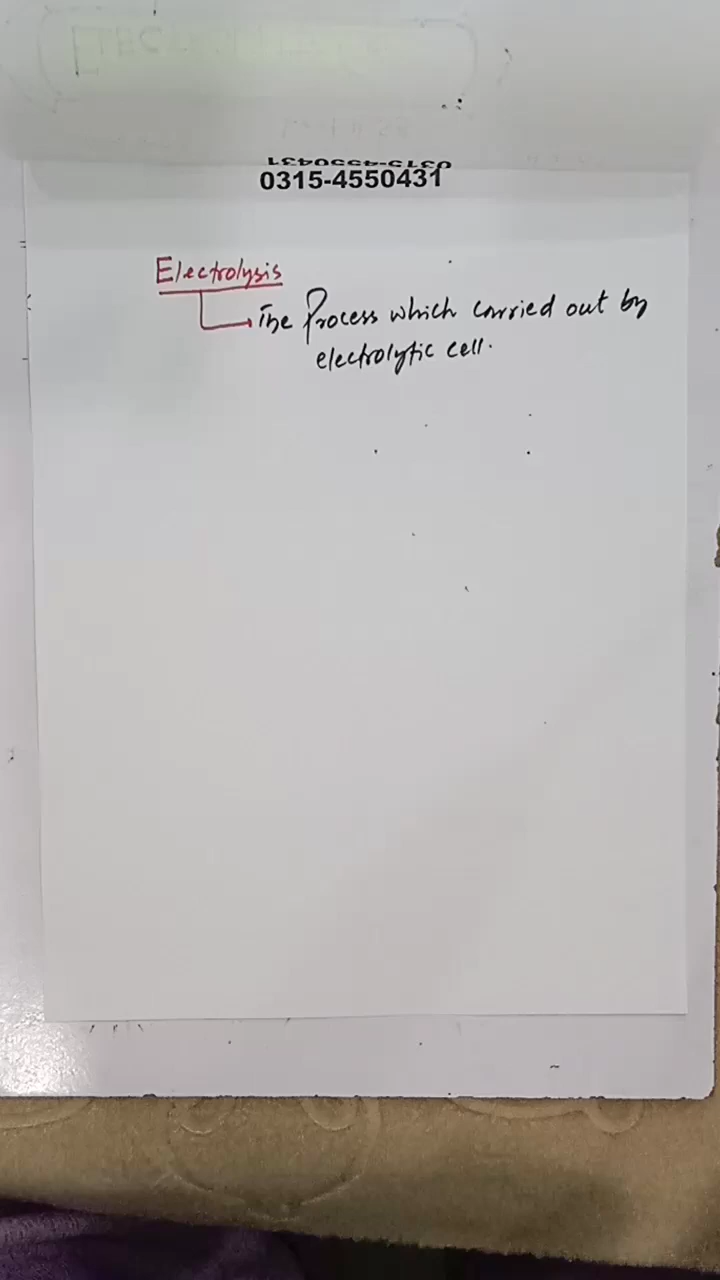 0315-4550431
Electrolysis
The Process which carried out by
electrolytic cell.